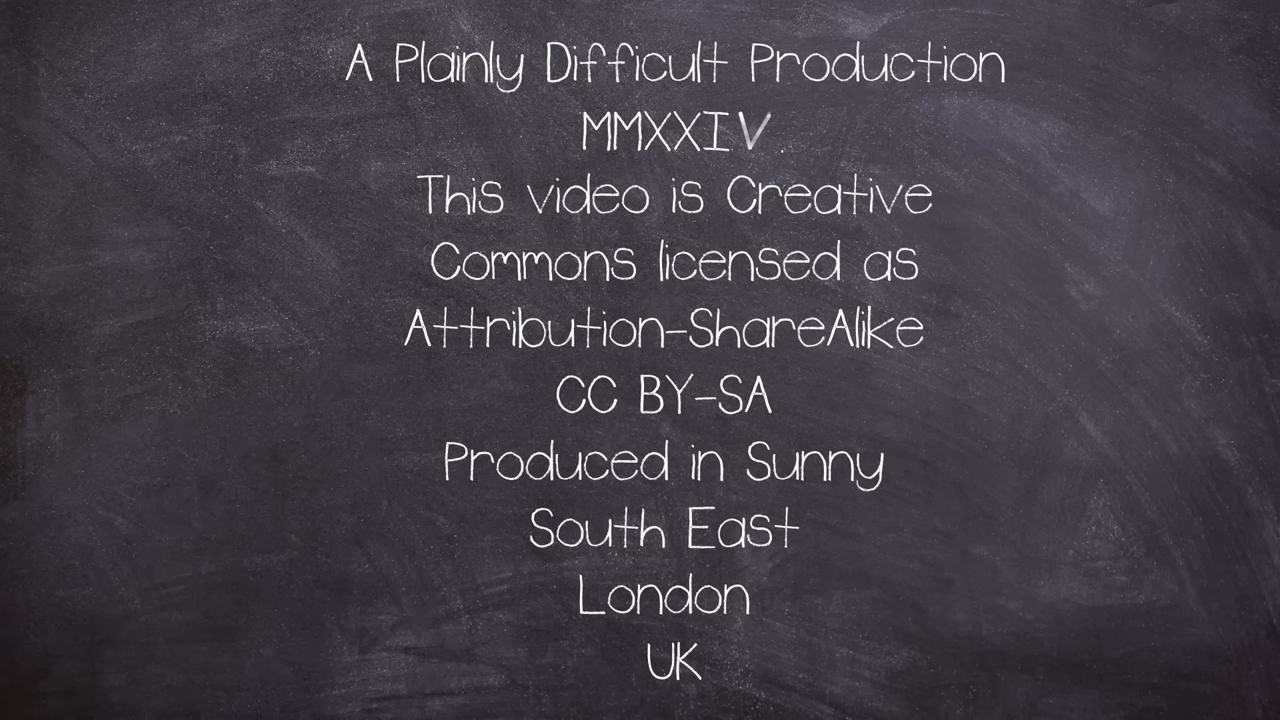 A Plainly Difficult Production
MMXXIV
This video is Creative
Commons licensed as
Attribution-ShareAlike
CC BY-SA
Produced in Sunny
South East
London
UK